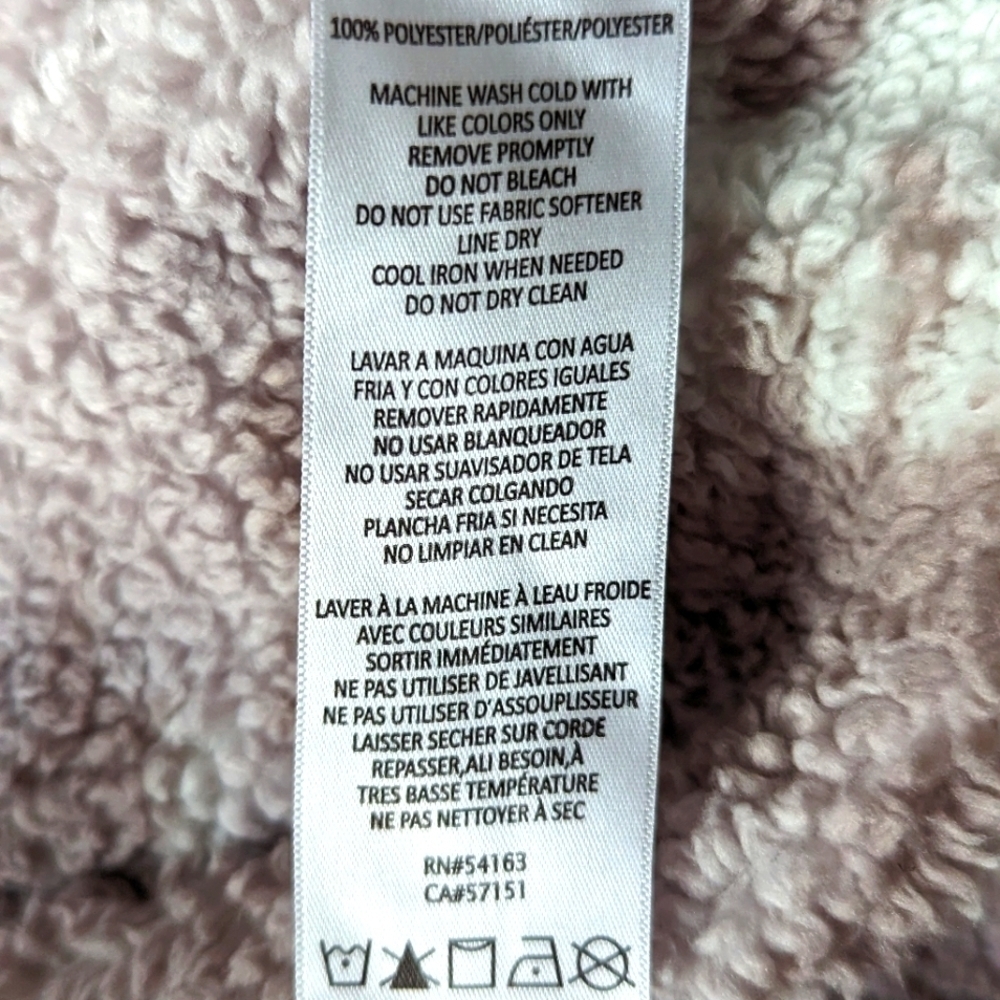 100% POLYESTER/POLIÉSTER/POLYESTER
MACHINE WASH COLD WITH
LIKE COLORS ONLY
REMOVE PROMPTLY
DO NOT BLEACH
DO NOT USE FABRIC SOFTENER
LINE DRY
COOL IRON WHEN NEEDED
DO NOT DRY CLEAN
LAVAR A MAQUINA CON AGUA
FRIA Y CON COLORES IGUALES
REMOVER RAPIDAMENTE
NO USAR BLANQUEADOR
NO USAR SUAVISADOR DE TELA
SECAR COLGANDO
PLANCHA FRIA SI NECESITA
NO LIMPIAR EN CLEAN
LAVER À LA MACHINE À LEAU FROIDE
AVEC COULEURS SIMILAIRES
SORTIR IMMÉDIATEMENT
NE PAS UTILISER DE JAVELLISANT
NE PAS UTILISER D'ASSOUPLISSEUR
LAISSER SECHER SUR CORDE
REPASSER,ALI BESOIN,À
TRES BASSE TEMPÉRATURE
NE PAS NETTOYER À SEC
RN#54163
CA#57151